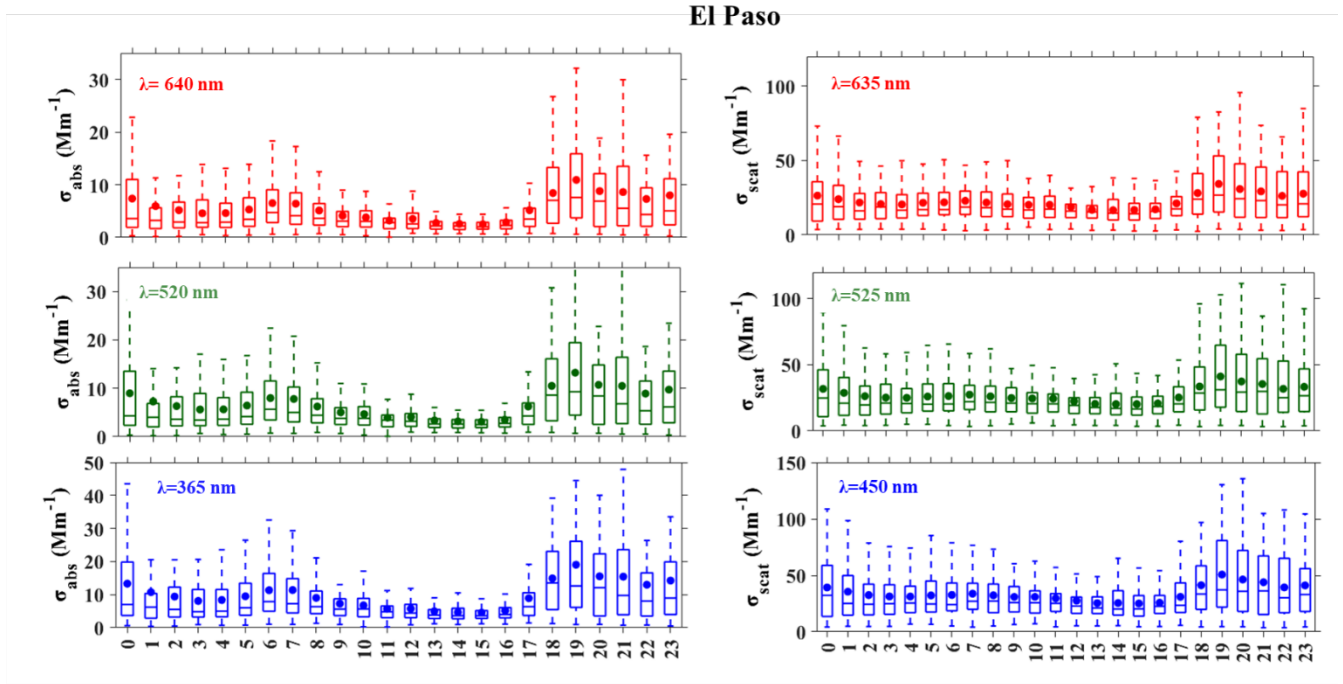 El Paso
σabs (Mm⁻¹)
30
20
10
0
λ= 640 nm
σscat (Mm⁻¹)
100
50
0
λ=635 nm
σabs (Mm⁻¹)
30
20
10
0
λ=520 nm
σscat (Mm⁻¹)
100
50
0
λ=525 nm
σabs (Mm⁻¹)
50
40
30
20
10
0
λ=365 nm
0 1 2 3 4 5 6 7 8 9 10 11 12 13 14 15 16 17 18 19 20 21 22 23
σscat (Mm⁻¹)
150
100
50
0
λ=450 nm
0 1 2 3 4 5 6 7 8 9 10 11 12 13 14 15 16 17 18 19 20 21 22 23